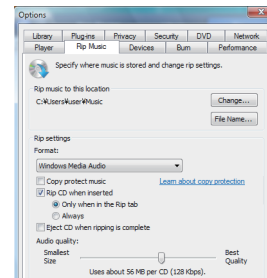 Options
Library Plug-ins Privacy Security DVD Network
Player Rip Music Devices Burn Performance
Specify where music is stored and change rip settings.
Rip music to this location
C:¥Users¥user¥Music
Change...
File Name...
Rip settings
Format:
Windows Media Audio
Copy protect music Learn about copy protection
Rip CD when inserted
Only when in the Rip tab
Always
Eject CD when ripping is complete
Audio quality:
Smallest Size Best Quality
Uses about 56 MB per CD (128 Kbps).